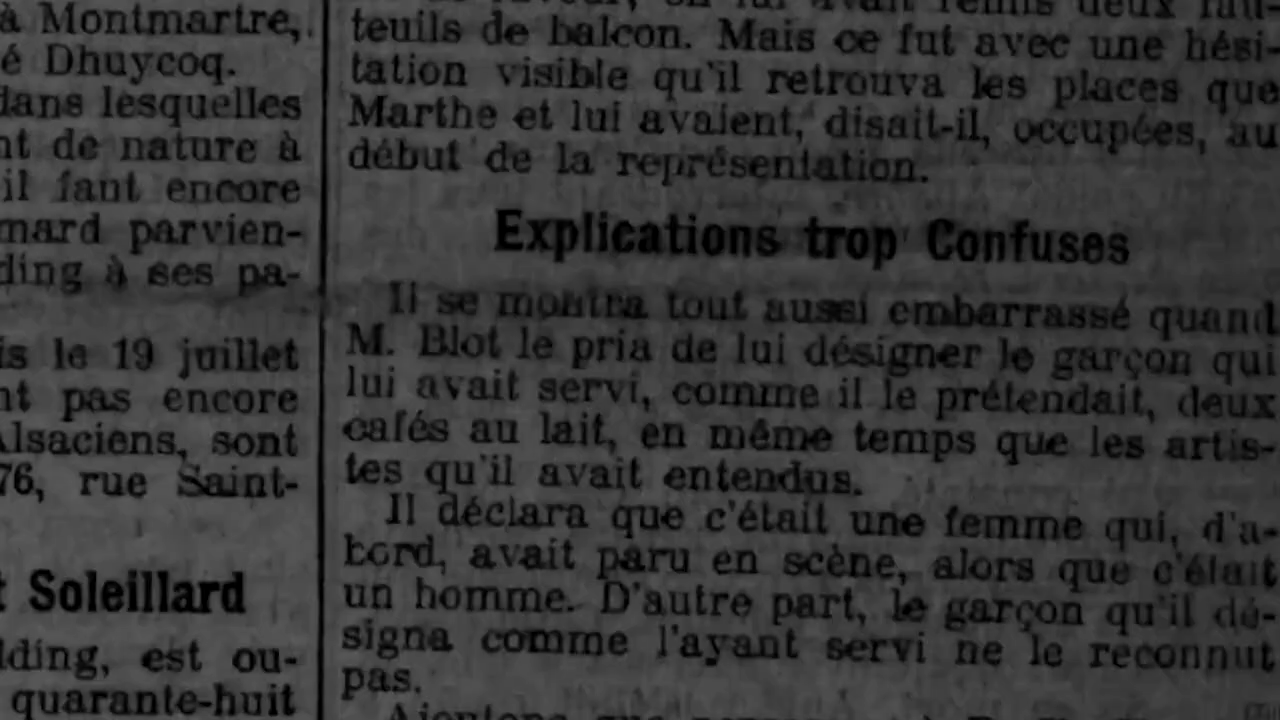 à Montmartre,
é Dhuycoq.
dans lesquelles
nt de nature à
il faut encore
mard parvien-
ding à ses pa-
is le 19 juillet
nt pas encore
Alsaciens, sont
76, rue Saint-
t Soleillard
lding, est ou-
quarante-huit
teuils de balcon. Mais ce fut avec une hési-
tation visible qu'il retrouva les places que
Marthe et lui avaient, disait-il, occupées, au
début de la représentation.
Explications trop Confuses
Il se montra tout aussi embarrassé quand
M. Blot le pria de lui désigner le garçon qui
lui avait servi, comme il le prétendait, deux
cafés au lait, en même temps que les artis-
tes qu'il avait entendus.
Il déclara que c'était une femme qui, d'a-
bord, avait paru en scène, alors que c'était
un homme. D'autre part, le garçon qu'il dé-
signa comme l'ayant servi ne le reconnut
pas.